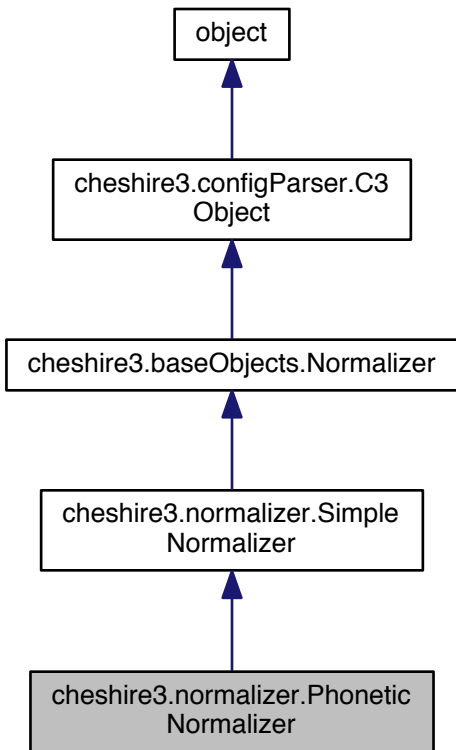 object
cheshire3.configParser.C3
Object
cheshire3.baseObjects.Normalizer
cheshire3.normalizer.Simple
Normalizer
cheshire3.normalizer.Phonetic
Normalizer